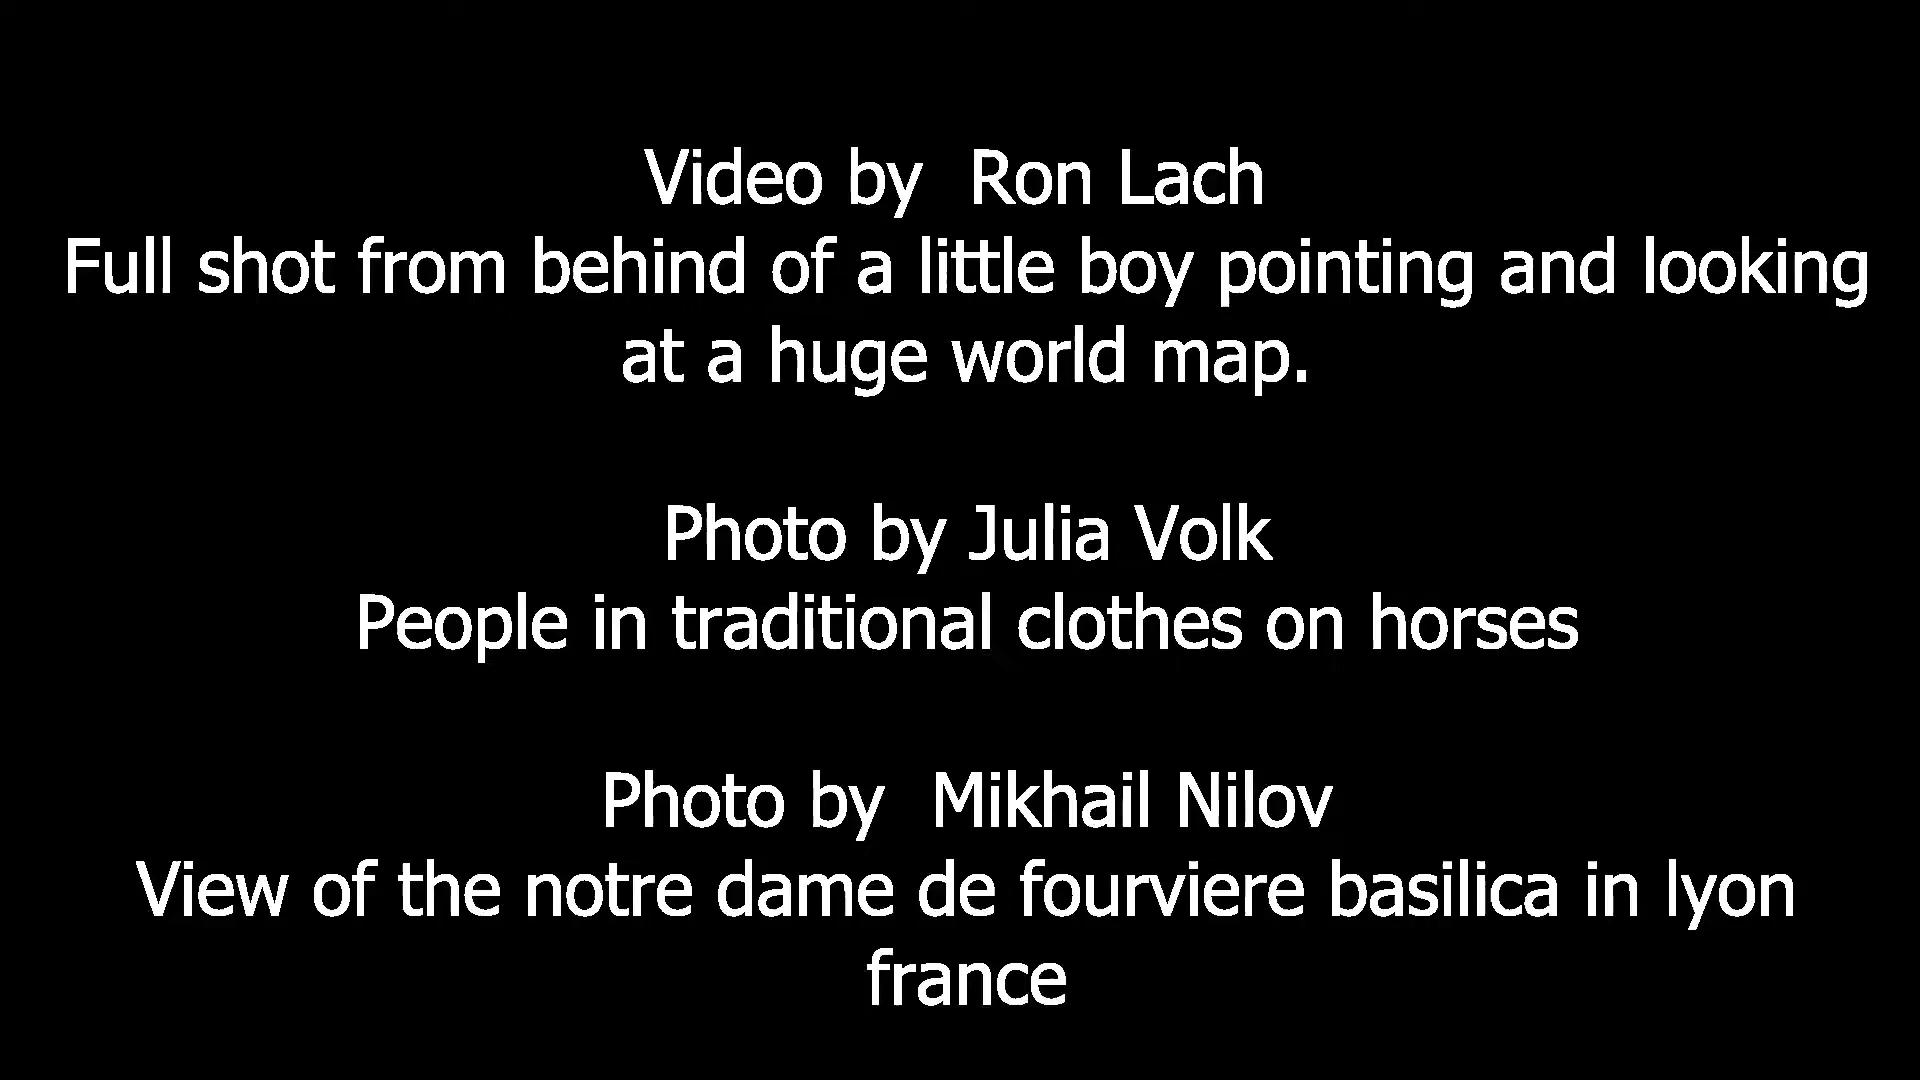 Video by  Ron Lach
Full shot from behind of a little boy pointing and looking
at a huge world map.
Photo by Julia Volk
People in traditional clothes on horses
Photo by  Mikhail Nilov
View of the notre dame de fourviere basilica in lyon
france